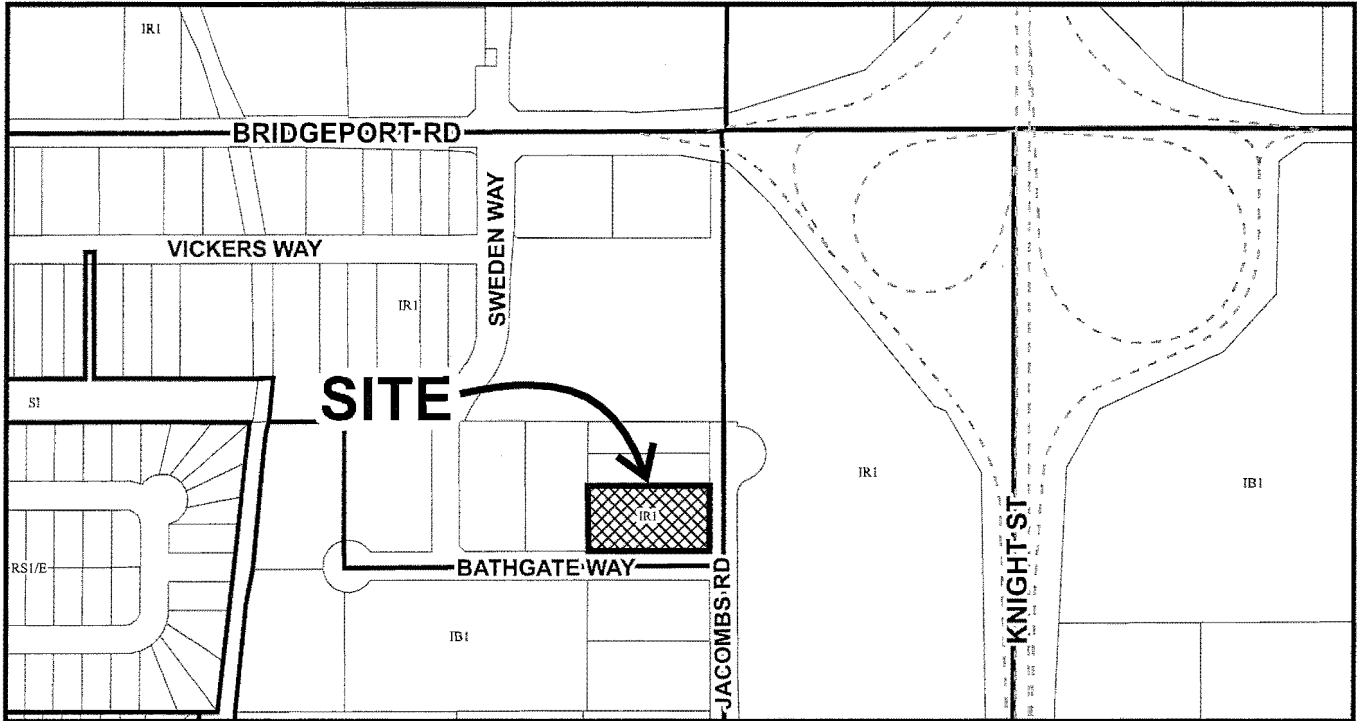 IR1
BRIDGEPORT RD
VICKERS WAY
SWEDEN WAY
IR1
SITE
S1
IR1
IR1
IB1
RS1/E
BATHGATE WAY
IB1
JACOMBS RD
KNIGHT ST